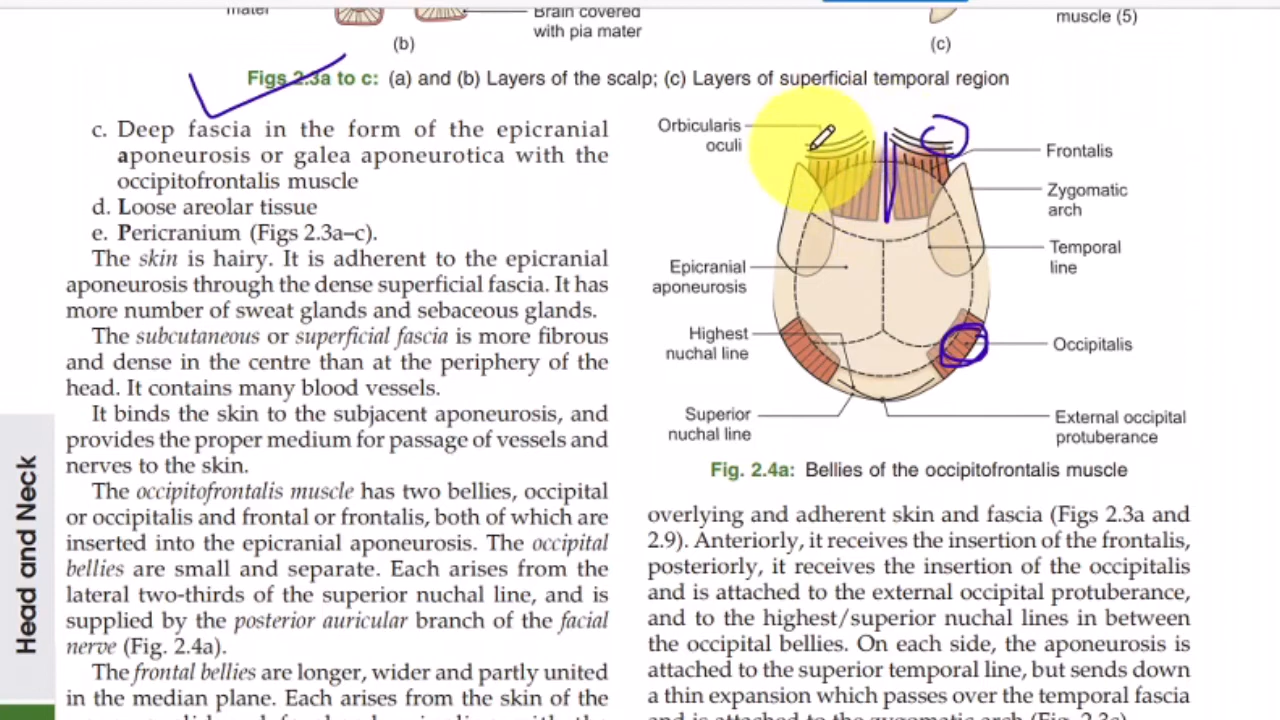 mater
Brain covered
with pia mater
muscle (5)
(b)
(c)
Figs 2.3a to c: (a) and (b) Layers of the scalp; (c) Layers of superficial temporal region
c. Deep fascia in the form of the epicranial
aponeurosis or galea aponeurotica with the
occipitofrontalis muscle
d. Loose areolar tissue
e. Pericranium (Figs 2.3a–c).
The skin is hairy. It is adherent to the epicranial
aponeurosis through the dense superficial fascia. It has
more number of sweat glands and sebaceous glands.
The subcutaneous or superficial fascia is more fibrous
and dense in the centre than at the periphery of the
head. It contains many blood vessels.
It binds the skin to the subjacent aponeurosis, and
provides the proper medium for passage of vessels and
nerves to the skin.
The occipitofrontalis muscle has two bellies, occipital
or occipitalis and frontal or frontalis, both of which are
inserted into the epicranial aponeurosis. The occipital
bellies are small and separate. Each arises from the
lateral two-thirds of the superior nuchal line, and is
supplied by the posterior auricular branch of the facial
nerve (Fig. 2.4a).
The frontal bellies are longer, wider and partly united
in the median plane. Each arises from the skin of the
Orbicularis
oculi
Frontalis
Zygomatic
arch
Temporal
line
Epicranial
aponeurosis
Highest
nuchal line
Occipitalis
Superior
nuchal line
External occipital
protuberance
Fig. 2.4a: Bellies of the occipitofrontalis muscle
overlying and adherent skin and fascia (Figs 2.3a and
2.9). Anteriorly, it receives the insertion of the frontalis,
posteriorly, it receives the insertion of the occipitalis
and is attached to the external occipital protuberance,
and to the highest/superior nuchal lines in between
the occipital bellies. On each side, the aponeurosis is
attached to the superior temporal line, but sends down
a thin expansion which passes over the temporal fascia
and is attached to the zygomatic arch (Fig. 2.3c).
Head and Neck